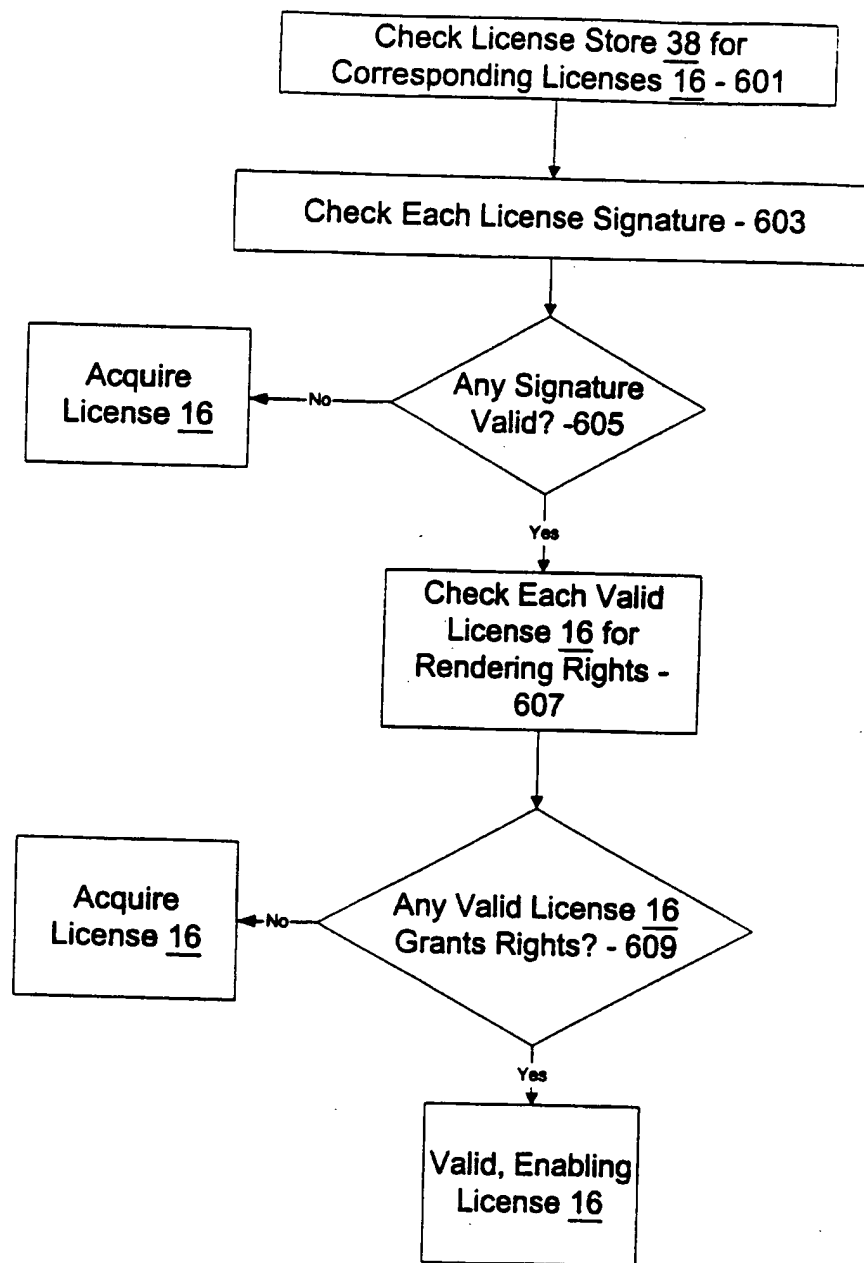 Check License Store 38 for
Corresponding Licenses 16 - 601
Check Each License Signature - 603
Acquire
License 16
No
Any Signature
Valid? -605
Yes
Check Each Valid
License 16 for
Rendering Rights -
607
Acquire
License 16
No
Any Valid License 16
Grants Rights? - 609
Yes
Valid, Enabling
License 16